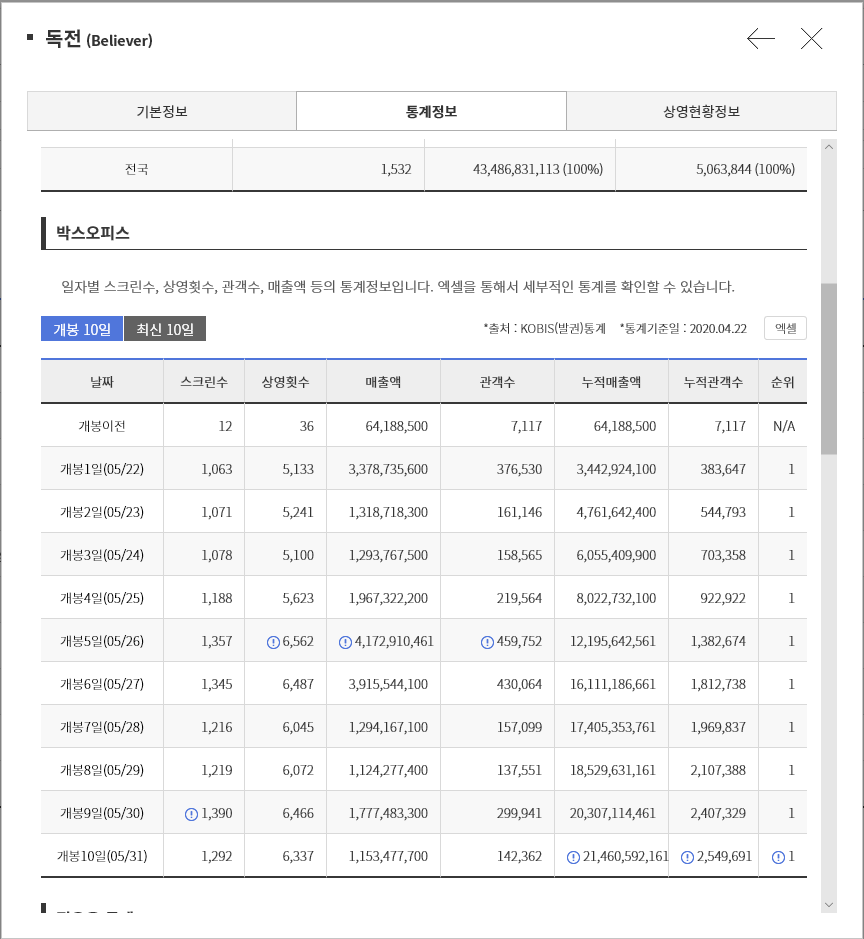 독전 (Believer)
기본정보 통계정보 상영현황정보
전국 1,532 43,486,831,113 (100%) 5,063,844 (100%)
박스오피스
일자별 스크린수, 상영횟수, 관객수, 매출액 등의 통계정보입니다. 엑셀을 통해서 세부적인 통계를 확인할 수 있습니다.
개봉 10일 최신 10일 *출처 : KOBIS(발권)통계 *통계기준일 : 2020.04.22 엑셀
날짜 스크린수 상영횟수 매출액 관객수 누적매출액 누적관객수 순위
개봉이전 12 36 64,188,500 7,117 64,188,500 7,117 N/A
개봉1일(05/22) 1,063 5,133 3,378,735,600 376,530 3,442,924,100 383,647 1
개봉2일(05/23) 1,071 5,241 1,318,718,300 161,146 4,761,642,400 544,793 1
개봉3일(05/24) 1,078 5,100 1,293,767,500 158,565 6,055,409,900 703,358 1
개봉4일(05/25) 1,188 5,623 1,967,322,200 219,564 8,022,732,100 922,922 1
개봉5일(05/26) 1,357 6,562 4,172,910,461 459,752 12,195,642,561 1,382,674 1
개봉6일(05/27) 1,345 6,487 3,915,544,100 430,064 16,111,186,661 1,812,738 1
개봉7일(05/28) 1,216 6,045 1,294,167,100 157,099 17,405,353,761 1,969,837 1
개봉8일(05/29) 1,219 6,072 1,124,277,400 137,551 18,529,631,161 2,107,388 1
개봉9일(05/30) 1,390 6,466 1,777,483,300 299,941 20,307,114,461 2,407,329 1
개봉10일(05/31) 1,292 6,337 1,153,477,700 142,362 21,460,592,161 2,549,691 1